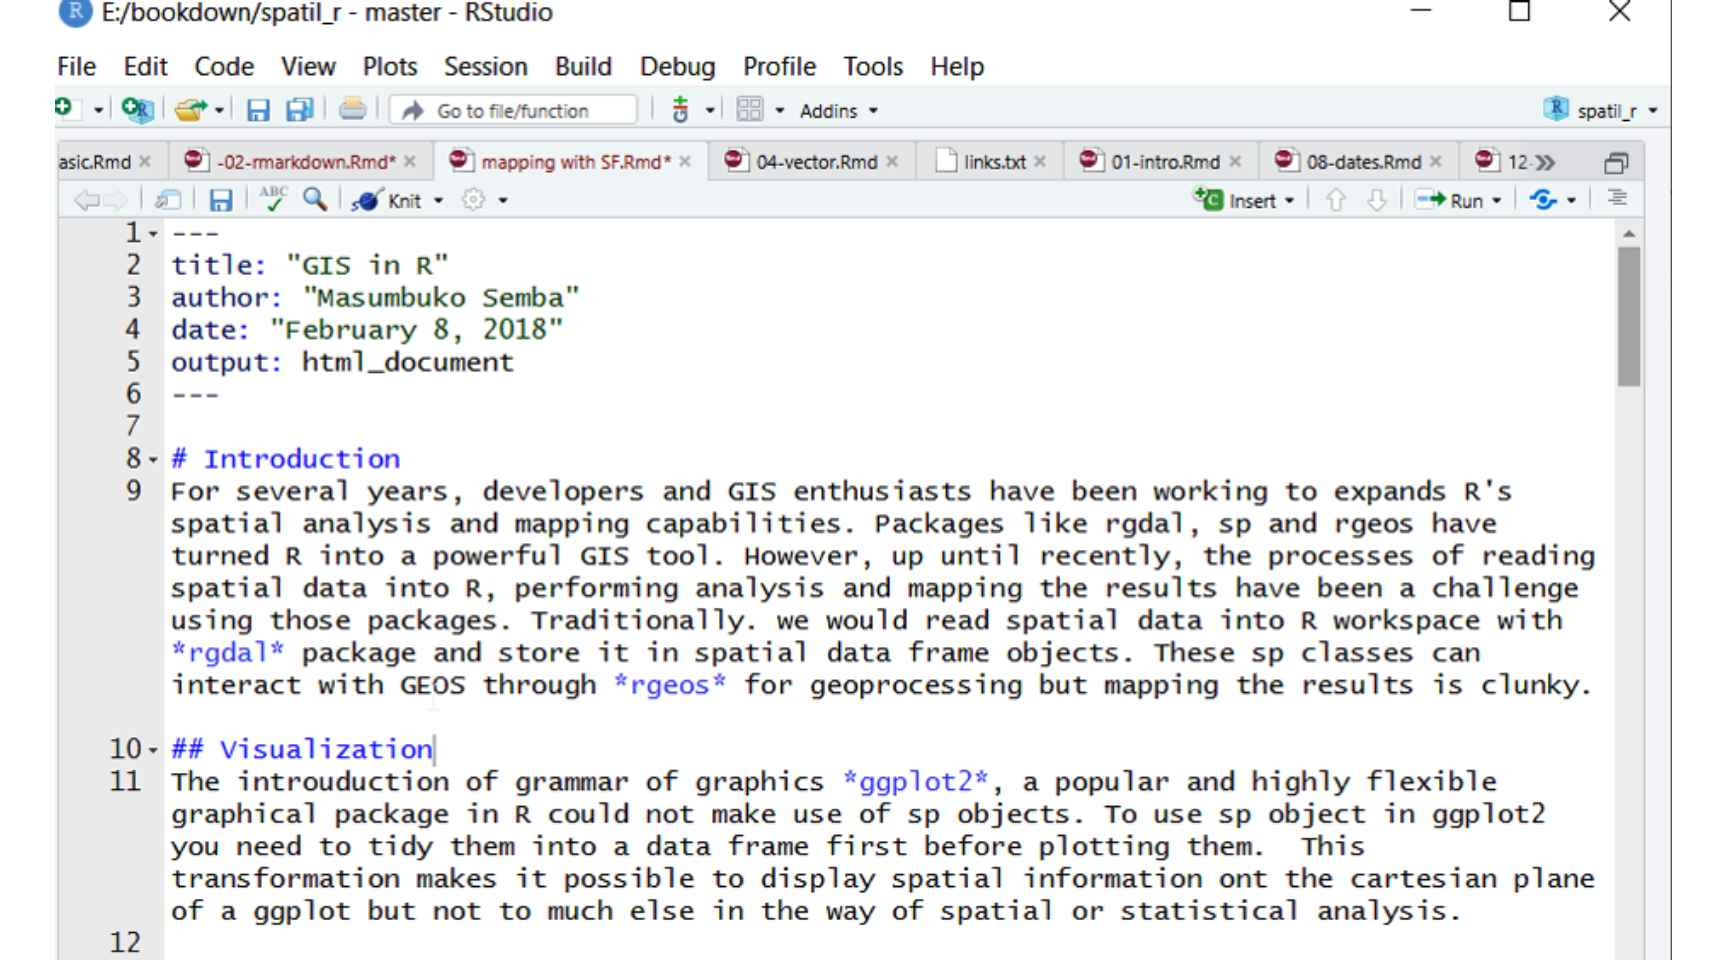 R E:/bookdown/spatil_r - master - RStudio
File Edit Code View Plots Session Build Debug Profile Tools Help
Go to file/function Addins spatil_r
asic.Rmd -02-rmarkdown.Rmd* mapping with SF.Rmd* 04-vector.Rmd links.txt 01-intro.Rmd 08-dates.Rmd 12-
ABC Knit Insert Run
1 ---
2 title: "GIS in R"
3 author: "Masumbuko Semba"
4 date: "February 8, 2018"
5 output: html_document
6 ---
7
8 # Introduction
9 For several years, developers and GIS enthusiasts have been working to expands R's
spatial analysis and mapping capabilities. Packages like rgdal, sp and rgeos have
turned R into a powerful GIS tool. However, up until recently, the processes of reading
spatial data into R, performing analysis and mapping the results have been a challenge
using those packages. Traditionally. we would read spatial data into R workspace with
*rgdal* package and store it in spatial data frame objects. These sp classes can
interact with GEOS through *rgeos* for geoprocessing but mapping the results is clunky.
10 ## Visualization
11 The introuduction of grammar of graphics *ggplot2*, a popular and highly flexible
graphical package in R could not make use of sp objects. To use sp object in ggplot2
you need to tidy them into a data frame first before plotting them.  This
transformation makes it possible to display spatial information ont the cartesian plane
of a ggplot but not to much else in the way of spatial or statistical analysis.
12